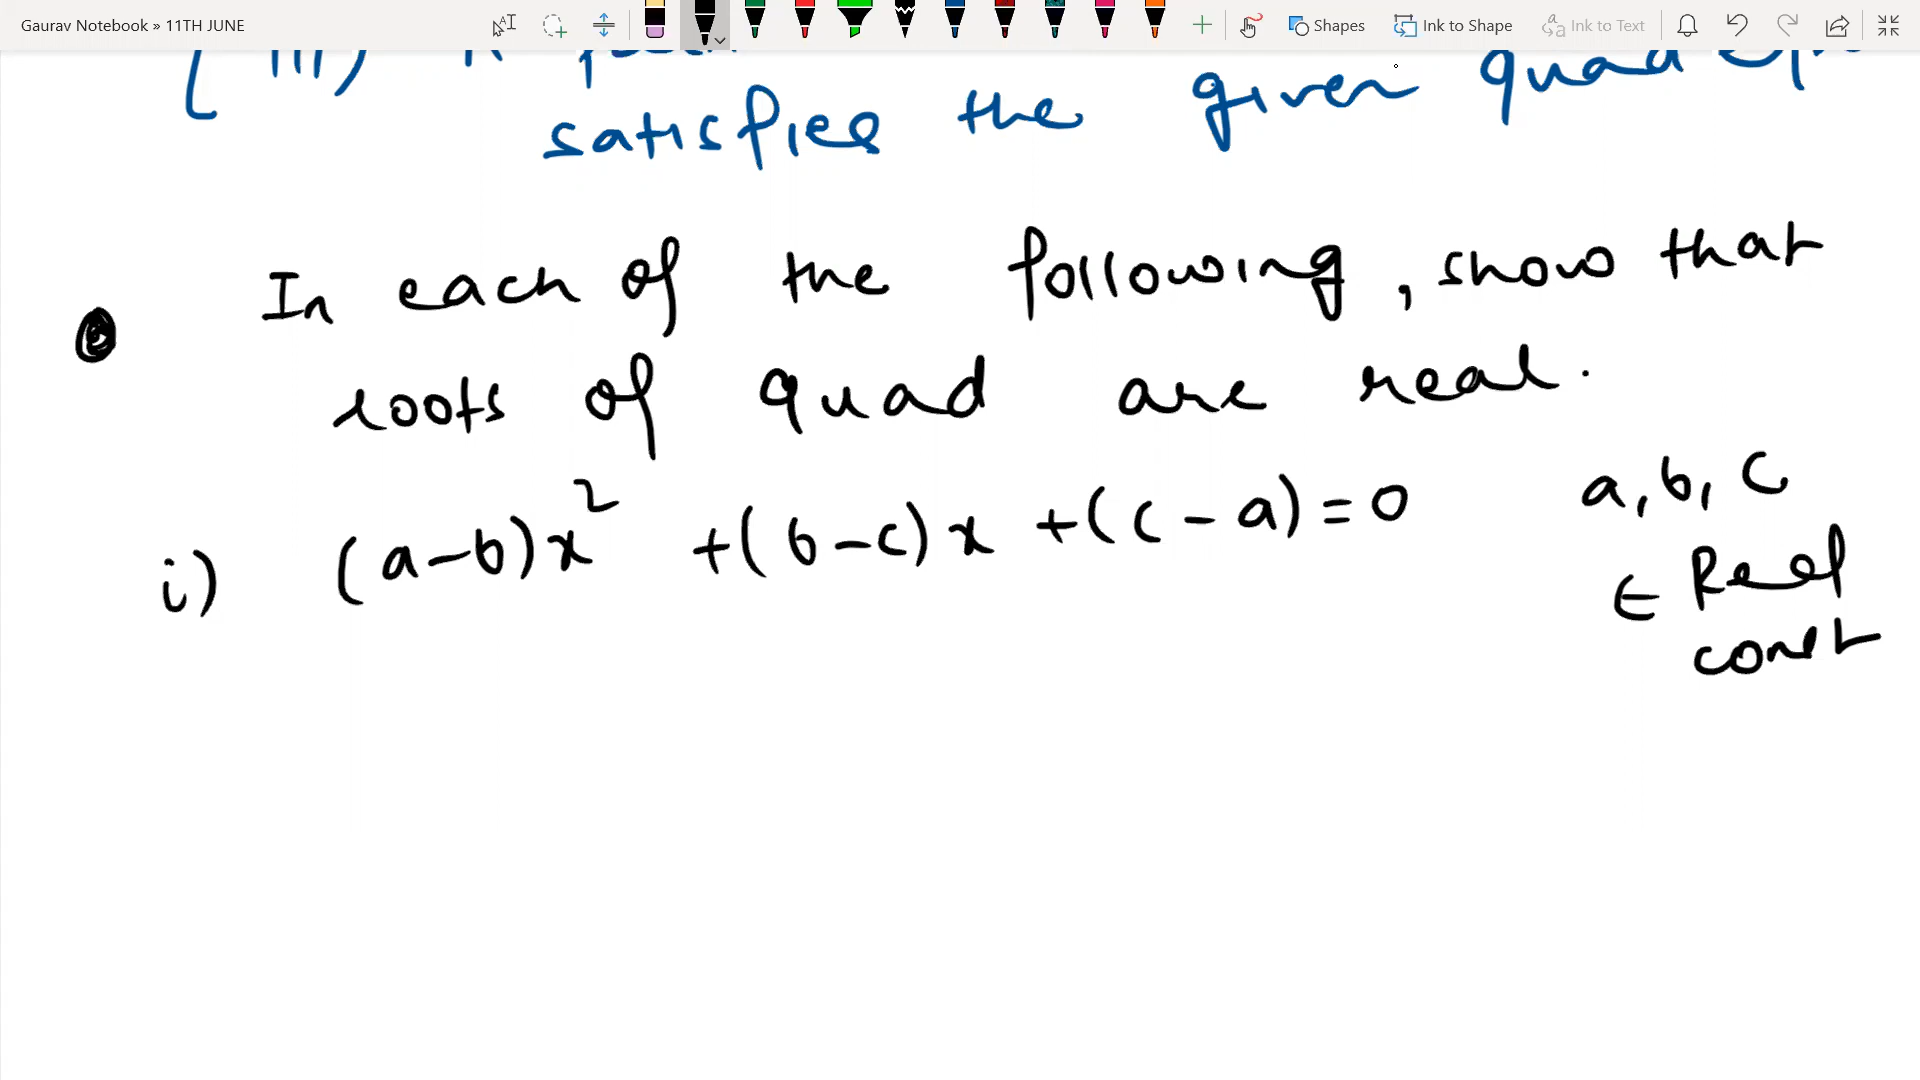 Gaurav Notebook » 11TH JUNE
Shapes
Ink to Shape
Ink to Text
(iii)
satisfies the given quad
In each of the following, show that
roots of quad are real.
i) (a-b)x² +(b-c)x +(c-a)=0
a, b, c
∈ Real
const